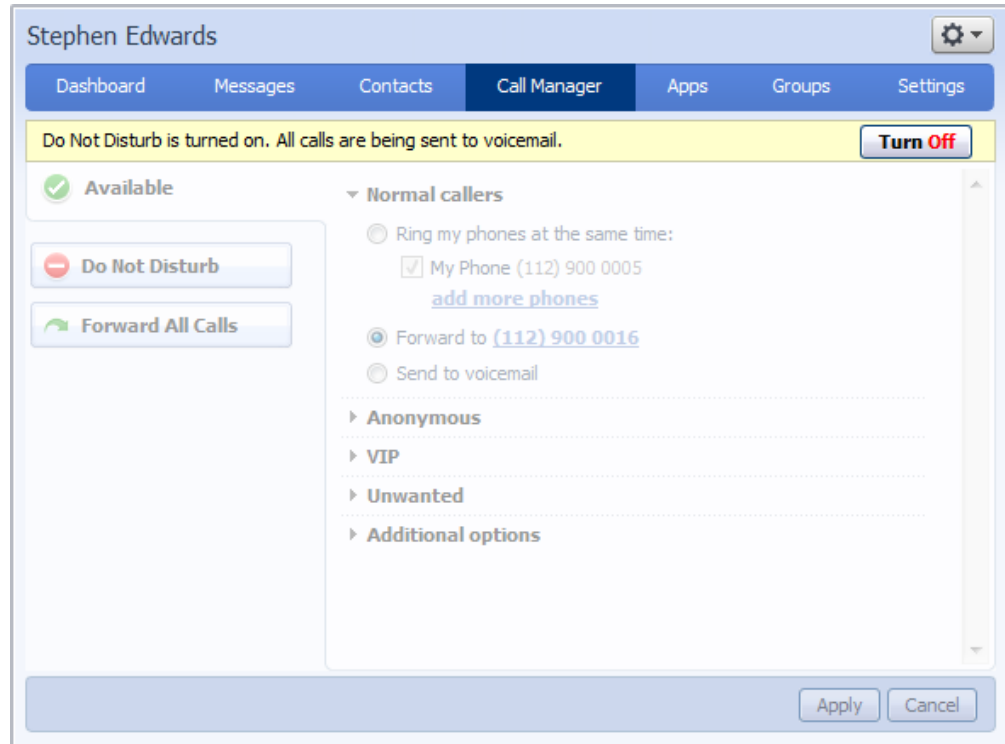 Stephen Edwards
Dashboard Messages Contacts Call Manager Apps Groups Settings
Do Not Disturb is turned on. All calls are being sent to voicemail. Turn Off
Available
Do Not Disturb
Forward All Calls
Normal callers
Ring my phones at the same time:
My Phone (112) 900 0005
add more phones
Forward to (112) 900 0016
Send to voicemail
Anonymous
VIP
Unwanted
Additional options
Apply Cancel